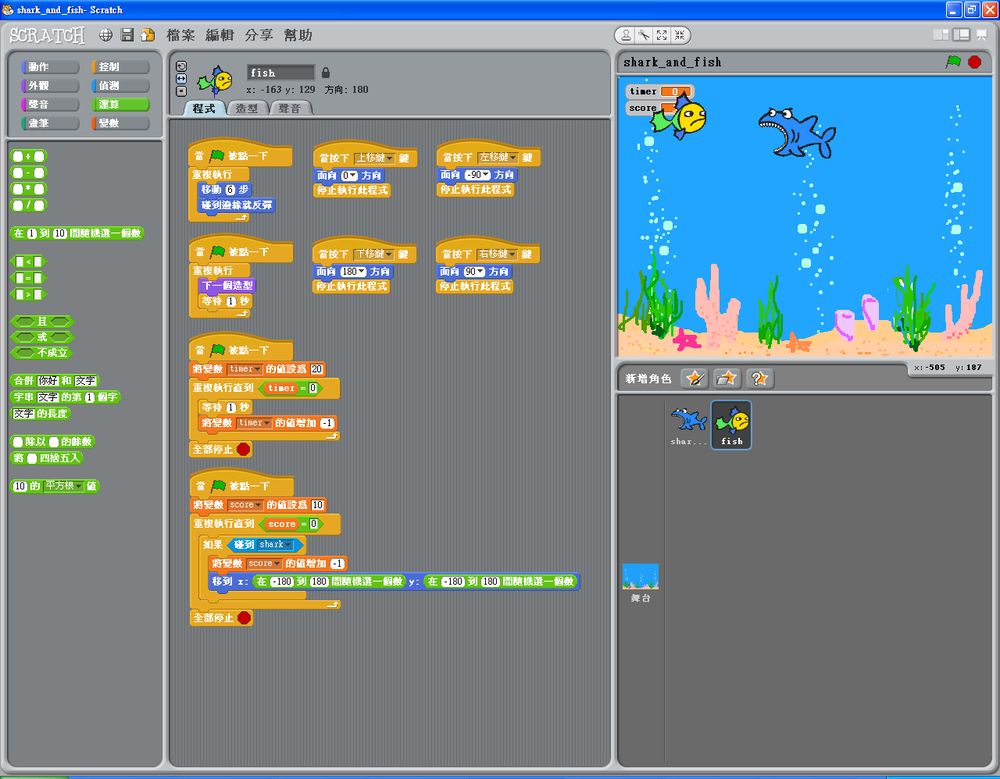 shark_and_fish- Scratch
SCRATCH 檔案 編輯 分享 幫助
動作 控制
外觀 偵測
聲音 運算
畫筆 變數
+
-
*
/
在 1 到 10 間隨機選一個數
<
=
>
且
或
不成立
合併 你好 和 文字
字串 文字 的第 1 個字
文字 的長度
除以 的餘數
將 四捨五入
10 的 平方根 值
fish
x: -163 y: 129 方向: 180
程式 造型 聲音
當 被點一下
重複執行
移動 6 步
碰到邊緣就反彈
當按下 上移鍵 鍵
面向 0 方向
停止執行此程式
當按下 左移鍵 鍵
面向 -90 方向
停止執行此程式
當 被點一下
重複執行
下一個造型
等待 1 秒
當按下 下移鍵 鍵
面向 180 方向
停止執行此程式
當按下 右移鍵 鍵
面向 90 方向
停止執行此程式
當 被點一下
將變數 timer 的值設為 20
重複執行直到 timer = 0
等待 1 秒
將變數 timer 的值增加 -1
全部停止
當 被點一下
將變數 score 的值設為 10
重複執行直到 score = 0
如果 碰到 shark
將變數 score 的值增加 -1
移到 x: 在 -180 到 180 間隨機選一個數 y: 在 -180 到 180 間隨機選一個數
全部停止
shark_and_fish
timer 0
score
x: -505 y: 187
新增角色
shar...
fish
舞台